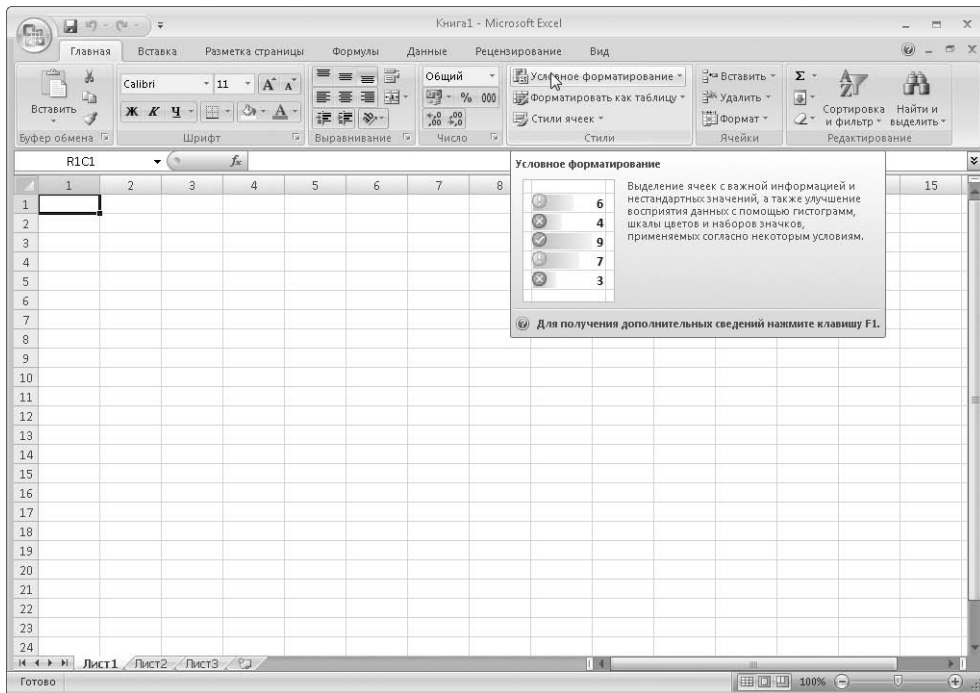 Книга1 - Microsoft Excel
Главная Вставка Разметка страницы Формулы Данные Рецензирование Вид
Вставить
Буфер обмена
Calibri 11
Ж К Ч
Шрифт
Выравнивание
Общий
% 000
,00 ,0
Число
Условное форматирование
Форматировать как таблицу
Стили ячеек
Стили
Вставить
Удалить
Формат
Ячейки
Σ
Сортировка и фильтр
Найти и выделить
Редактирование
R1C1 fx
Условное форматирование
6
4
9
7
3
Выделение ячеек с важной информацией и
нестандартных значений, а также улучшение
восприятия данных с помощью гистограмм,
шкалы цветов и наборов значков,
применяемых согласно некоторым условиям.
Для получения дополнительных сведений нажмите клавишу F1.
1 2 3 4 5 6 7 8 15
1
2
3
4
5
6
7
8
9
10
11
12
13
14
15
16
17
18
19
20
21
22
23
24
Лист1 Лист2 Лист3
Готово 100%